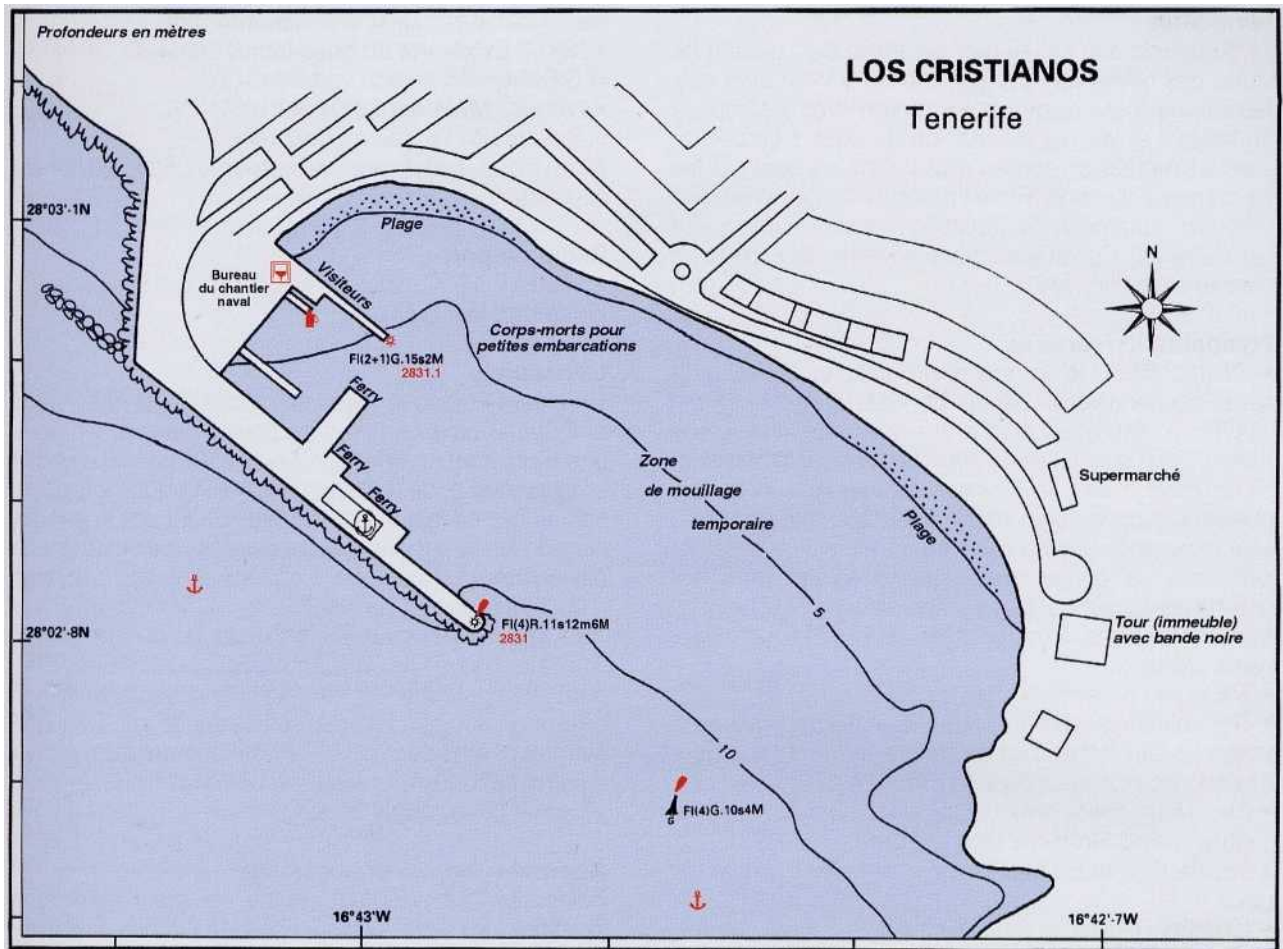 Profondeurs en mètres
LOS CRISTIANOS
Tenerife
28°03'·1N
Plage
N
Bureau
du chantier
naval
Visiteurs
Corps-morts pour
petites embarcations
Fl(2+1)G.15s2M
2831.1
Ferry
Ferry
Ferry
Zone
de mouillage
temporaire
Plage
Supermarché
5
28°02'·8N
Fl(4)R.11s12m6M
2831
Tour (immeuble)
avec bande noire
10
Fl(4)G.10s4M
G
16°43'W
16°42'·7W